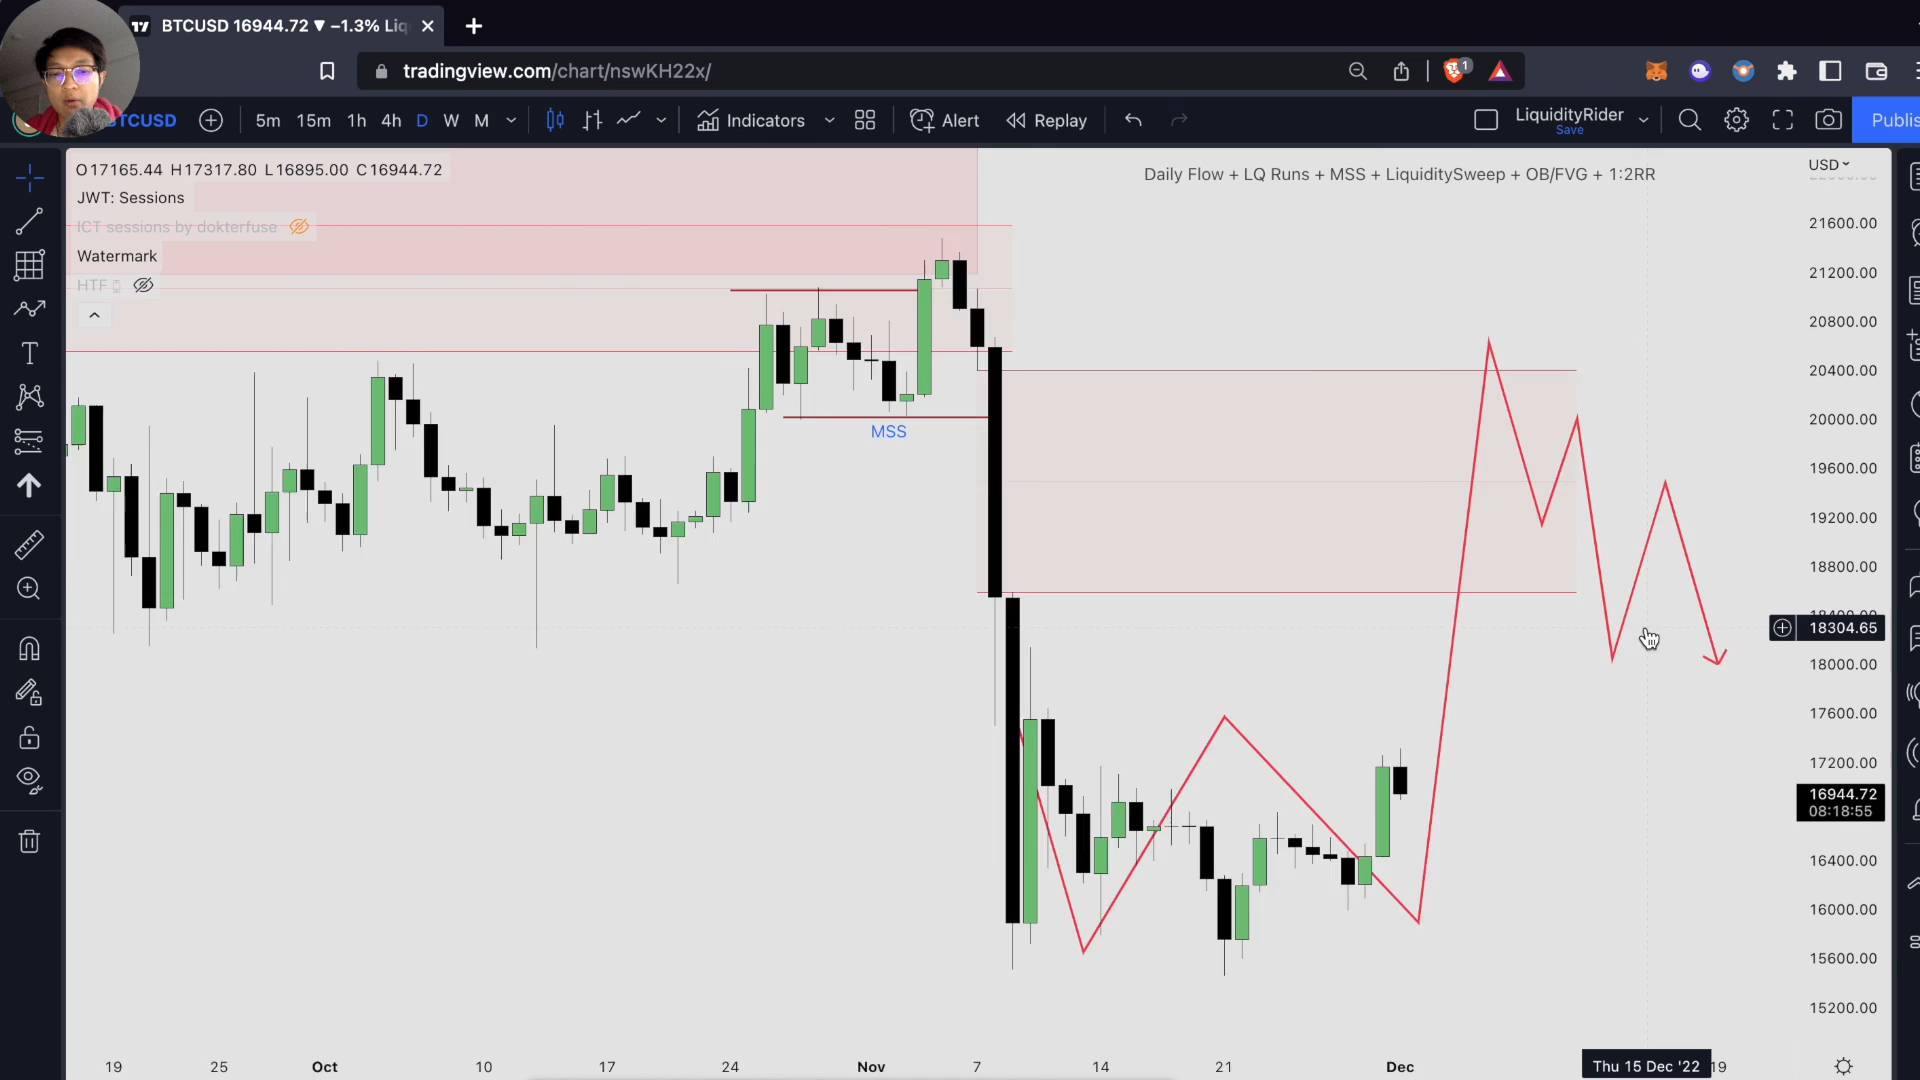 BTCUSD 16944.72 ▼ −1.3% Liq
tradingview.com/chart/nswKH22x/
1
BTCUSD
5m 15m 1h 4h D W M
Indicators
Alert
Replay
LiquidityRider
Save
Publis
O17165.44 H17317.80 L16895.00 C16944.72
JWT: Sessions
ICT sessions by dokterfuse
Watermark
HTF
Daily Flow + LQ Runs + MSS + LiquiditySweep + OB/FVG + 1:2RR
MSS
USD
21600.00
21200.00
20800.00
20400.00
20000.00
19600.00
19200.00
18800.00
18400.00
18304.65
18000.00
17600.00
17200.00
16944.72
08:18:55
16400.00
16000.00
15600.00
15200.00
19 25 Oct 10 17 24 Nov 7 14 21 Dec Thu 15 Dec '22 19